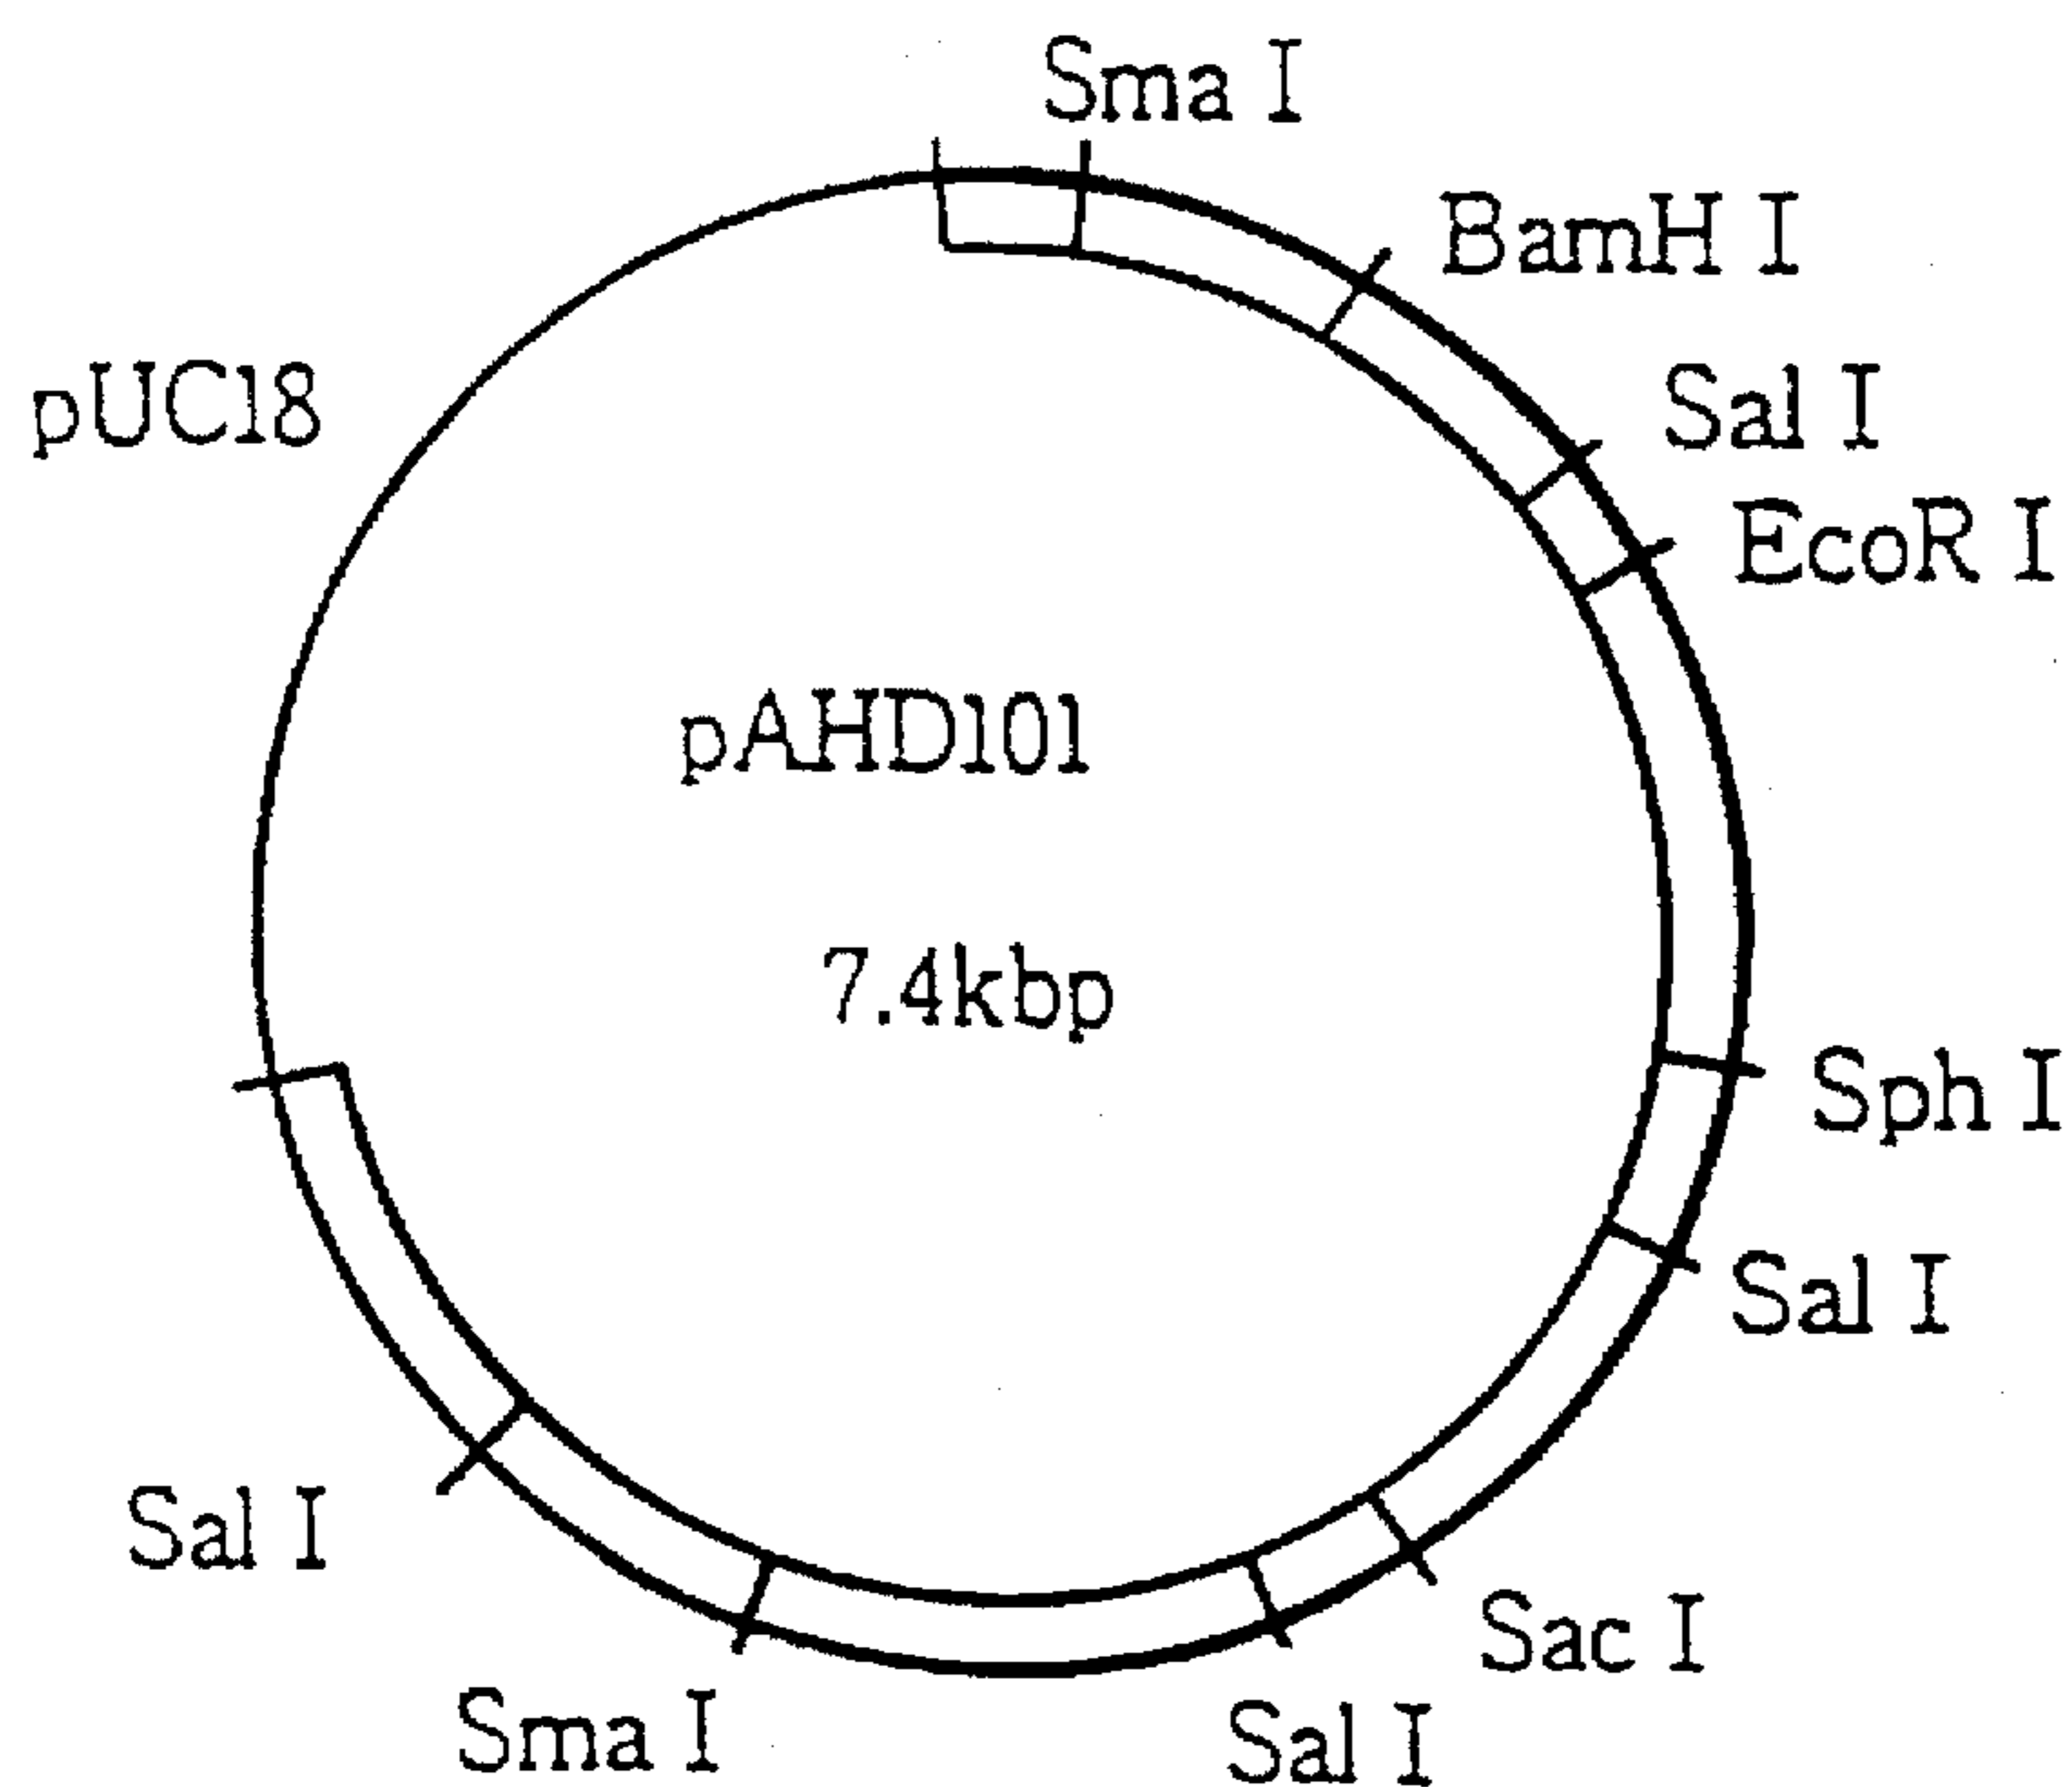 Sma I
BamH I
pUC18
Sal I
EcoR I
pAHD101
7.4kbp
Sph I
Sal I
Sal I
Sac I
Sma I
Sal I